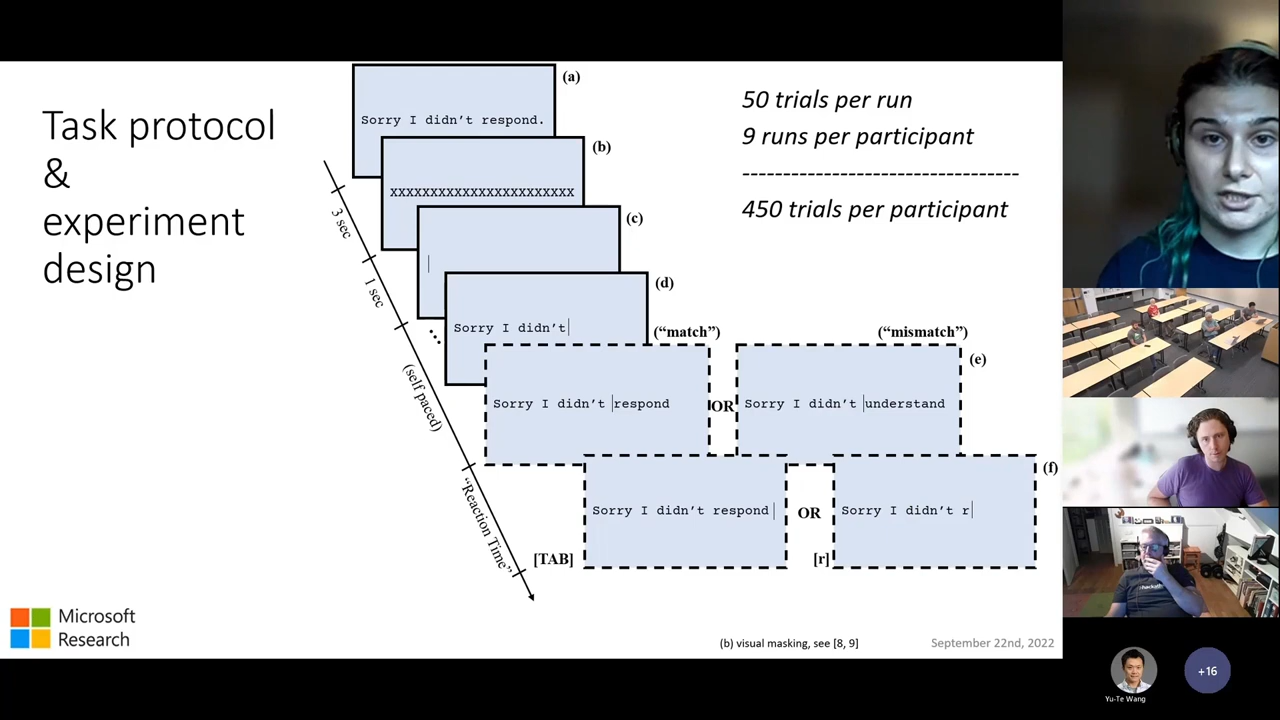 Task protocol
&
experiment
design
(a)
Sorry I didn't respond.
(b)
XXXXXXXXXXXXXXXXXXXXXXX
(c)
|
(d)
Sorry I didn't|
("match")
("mismatch")
(e)
Sorry I didn't |respond
OR
Sorry I didn't |understand
(f)
Sorry I didn't respond |
OR
Sorry I didn't r|
[TAB]
[r]
3 sec
1 sec
...
(self paced)
"Reaction Time"
50 trials per run
9 runs per participant
----------------------------------
450 trials per participant
Microsoft
Research
(b) visual masking, see [8, 9]
September 22nd, 2022
Yu-Te Wang
+16